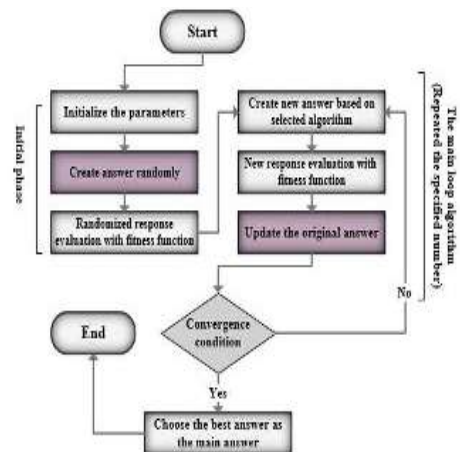 Start
Initial phase
Initialize the parameters
Create answer randomly
Randomized response
evaluation with fitness function
Create new answer based on
selected algorithm
New response evaluation with
fitness function
Update the original answer
The main loop algorithm
(Repeated the specified number)
Convergence
condition
No
Yes
Choose the best answer as
the main answer
End